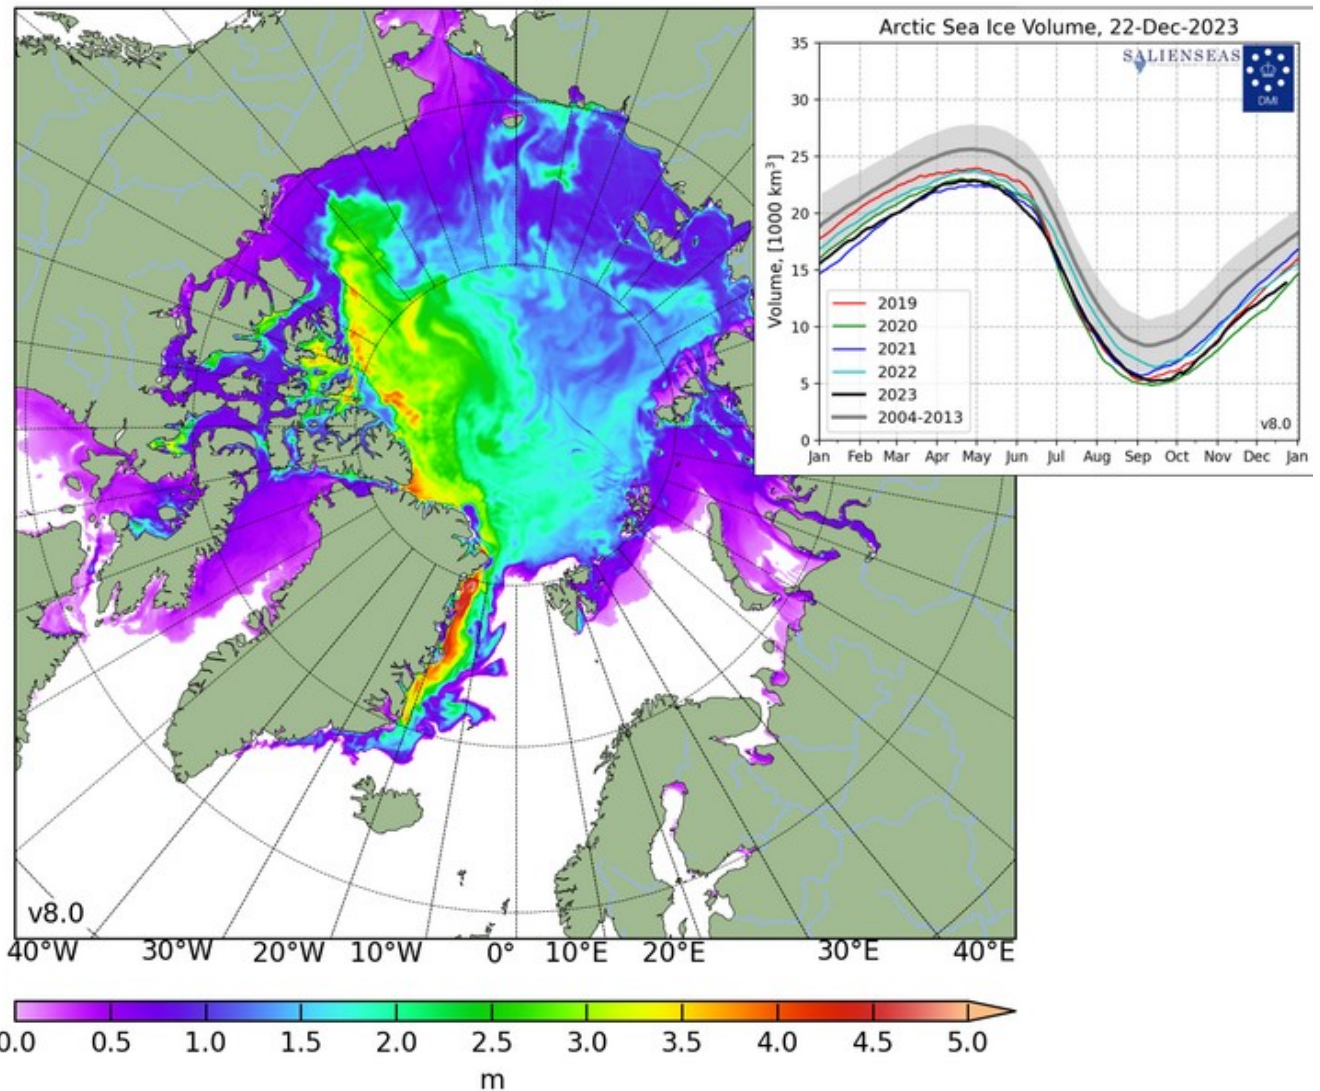 Arctic Sea Ice Volume, 22-Dec-2023
SALIENSEAS
DMI
Volume, [1000 km³]
35
30
25
20
15
10
5
0
2019
2020
2021
2022
2023
2004-2013
v8.0
Jan Feb Mar Apr May Jun Jul Aug Sep Oct Nov Dec Jan
v8.0
40°W 30°W 20°W 10°W 0° 10°E 20°E 30°E 40°E
0.0 0.5 1.0 1.5 2.0 2.5 3.0 3.5 4.0 4.5 5.0
m